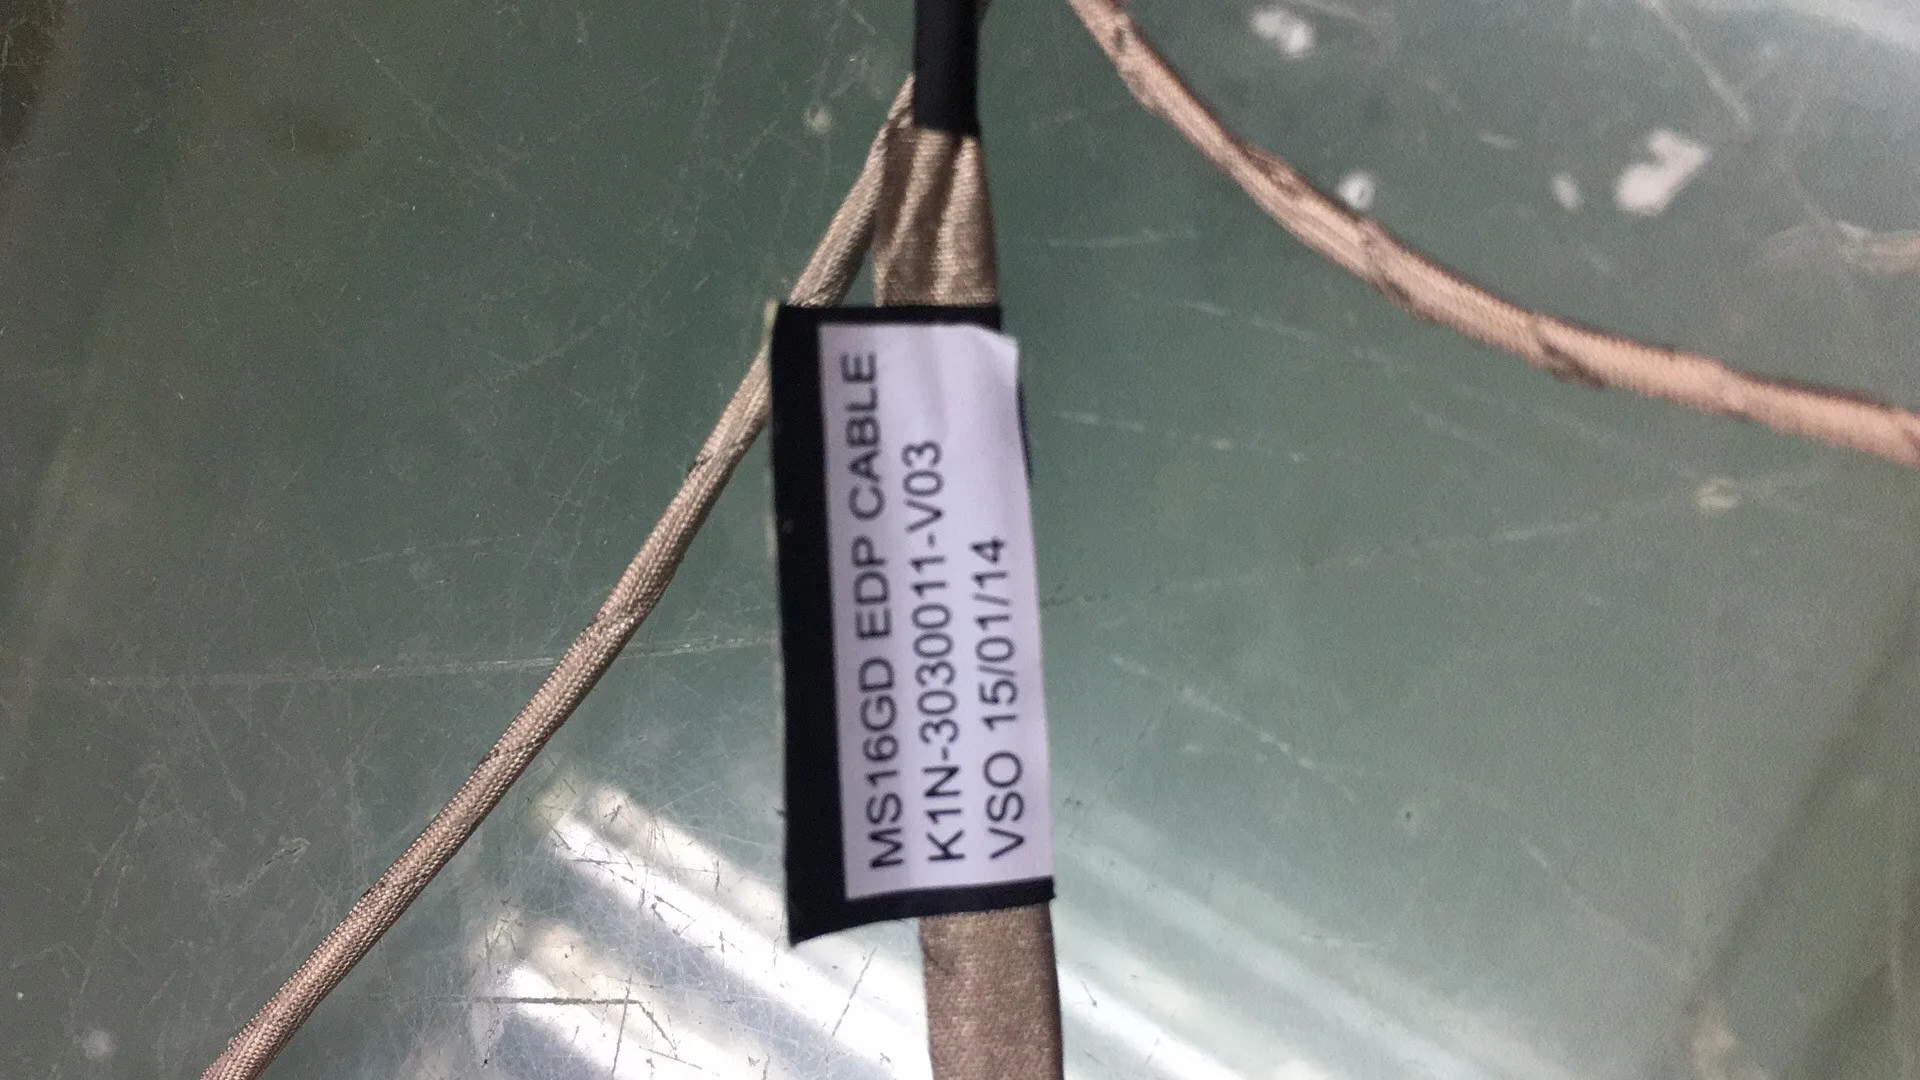 MS16GD EDP CABLE
K1N-3030011-V03
VSO 15/01/14